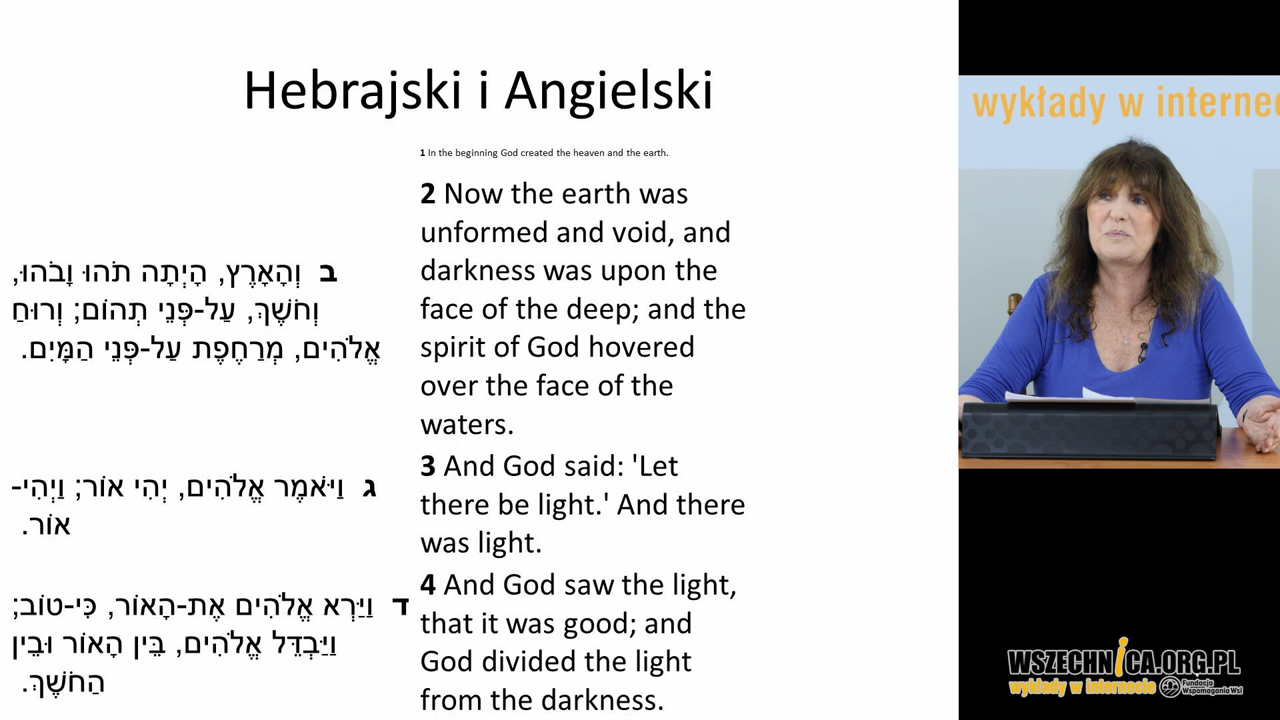 Hebrajski i Angielski
1 In the beginning God created the heaven and the earth.
ב וְהָאָרֶץ, הָיְתָה תֹהוּ וָבֹהוּ,
וְחֹשֶׁךְ, עַל-פְּנֵי תְהוֹם; וְרוּחַ
אֱלֹהִים, מְרַחֶפֶת עַל-פְּנֵי הַמָּיִם.
2 Now the earth was
unformed and void, and
darkness was upon the
face of the deep; and the
spirit of God hovered
over the face of the
waters.
ג וַיֹּאמֶר אֱלֹהִים, יְהִי אוֹר; וַיְהִי-
אוֹר.
3 And God said: 'Let
there be light.' And there
was light.
ד וַיַּרְא אֱלֹהִים אֶת-הָאוֹר, כִּי-טוֹב;
וַיַּבְדֵּל אֱלֹהִים, בֵּין הָאוֹר וּבֵין
הַחֹשֶׁךְ.
4 And God saw the light,
that it was good; and
God divided the light
from the darkness.
wykłady w interne
WSZECHNICA.ORG.PL
wykłady w internecie
Fundacja
Wspomagania Wsi